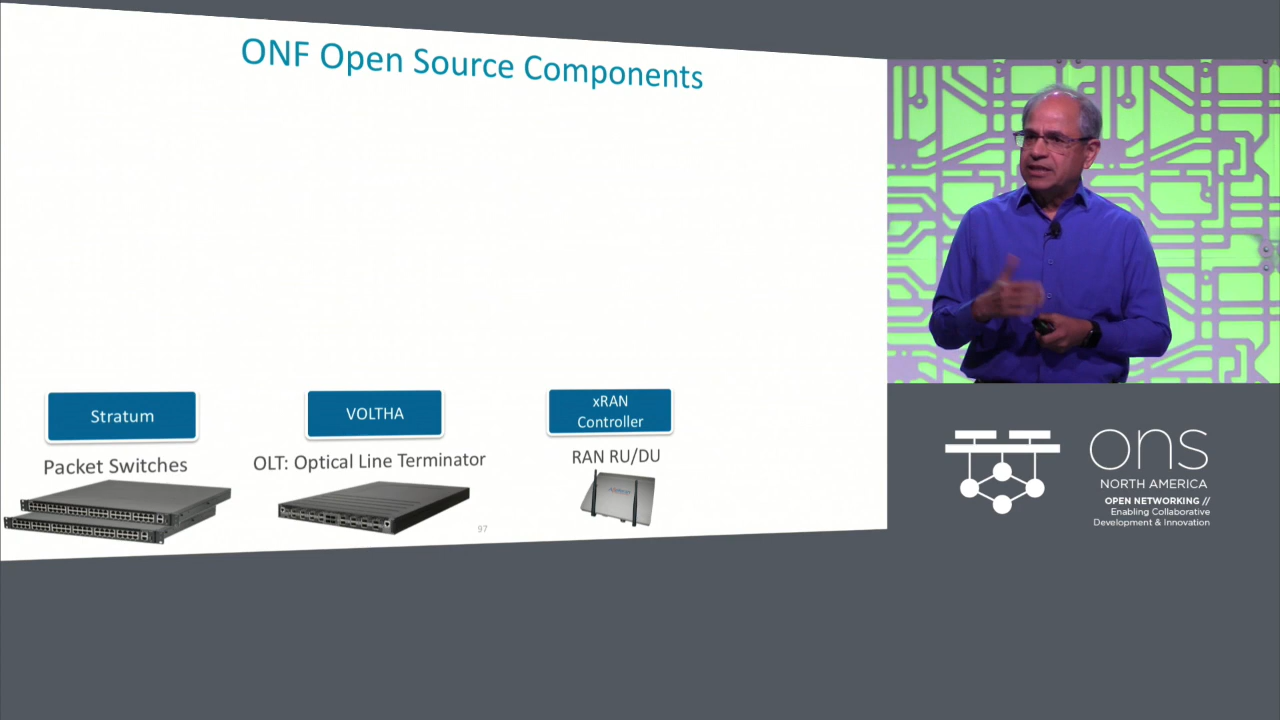 ONF Open Source Components
Stratum
VOLTHA
xRAN
Controller
Packet Switches
OLT: Optical Line Terminator
RAN RU/DU
97
ons
NORTH AMERICA
OPEN NETWORKING //
Enabling Collaborative
Development & Innovation